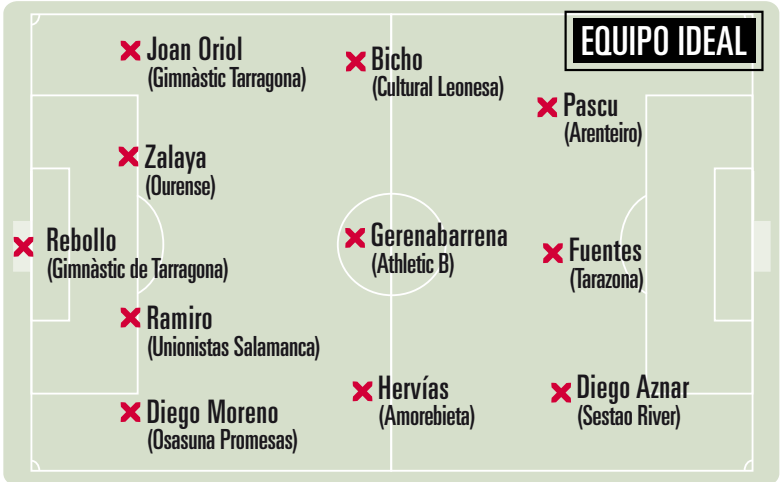 EQUIPO IDEAL
Joan Oriol
(Gimnàstic Tarragona)
Zalaya
(Ourense)
Rebollo
(Gimnàstic de Tarragona)
Ramiro
(Unionistas Salamanca)
Diego Moreno
(Osasuna Promesas)
Bicho
(Cultural Leonesa)
Gerenabarrena
(Athletic B)
Hervías
(Amorebieta)
Pascu
(Arenteiro)
Fuentes
(Tarazona)
Diego Aznar
(Sestao River)